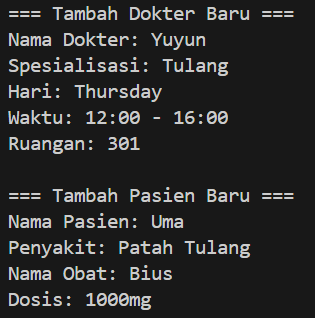 === Tambah Dokter Baru ===
Nama Dokter: Yuyun
Spesialisasi: Tulang
Hari: Thursday
Waktu: 12:00 - 16:00
Ruangan: 301

=== Tambah Pasien Baru ===
Nama Pasien: Uma
Penyakit: Patah Tulang
Nama Obat: Bius
Dosis: 1000mg